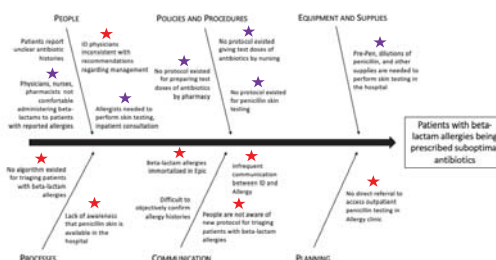 PEOPLE
POLICIES AND PROCEDURES
EQUIPMENT AND SUPPLIES
Patients report
unclear antibiotic
histories
ID physicians
inconsistent with
recommendations
regarding management
Physicians, nurses,
pharmacists not
comfortable
administering beta-
lactams to patients with
reported allergies
Allergists needed to
perform skin testing,
inpatient consultation
No protocol existed
giving test doses of
antibiotics by nursing
No protocol existed
for preparing test
doses of antibiotics
by pharmacy
No protocol existed
for penicillin skin
testing
Pre-Pen, dilutions of
penicillin, and
other supplies are needed to
perform skin testing in
the hospital
Patients with beta-
lactam allergies being
prescribed suboptimal
antibiotics
No algorithm existed
for triaging patients
with beta-lactam
allergies
Lack of awareness
that penicillin skin is
available in the
hospital
Beta-lactam allergies
immortalized in Epic
Difficult to
objectively confirm
allergy histories
Infrequent
communication
between ID and
Allergy
People are not aware of
new protocol for triaging
patients with beta-lactam
allergies
No direct referral to
access outpatient
penicillin testing in
Allergy clinic
PROCESSES
COMMUNICATION
PLANNING